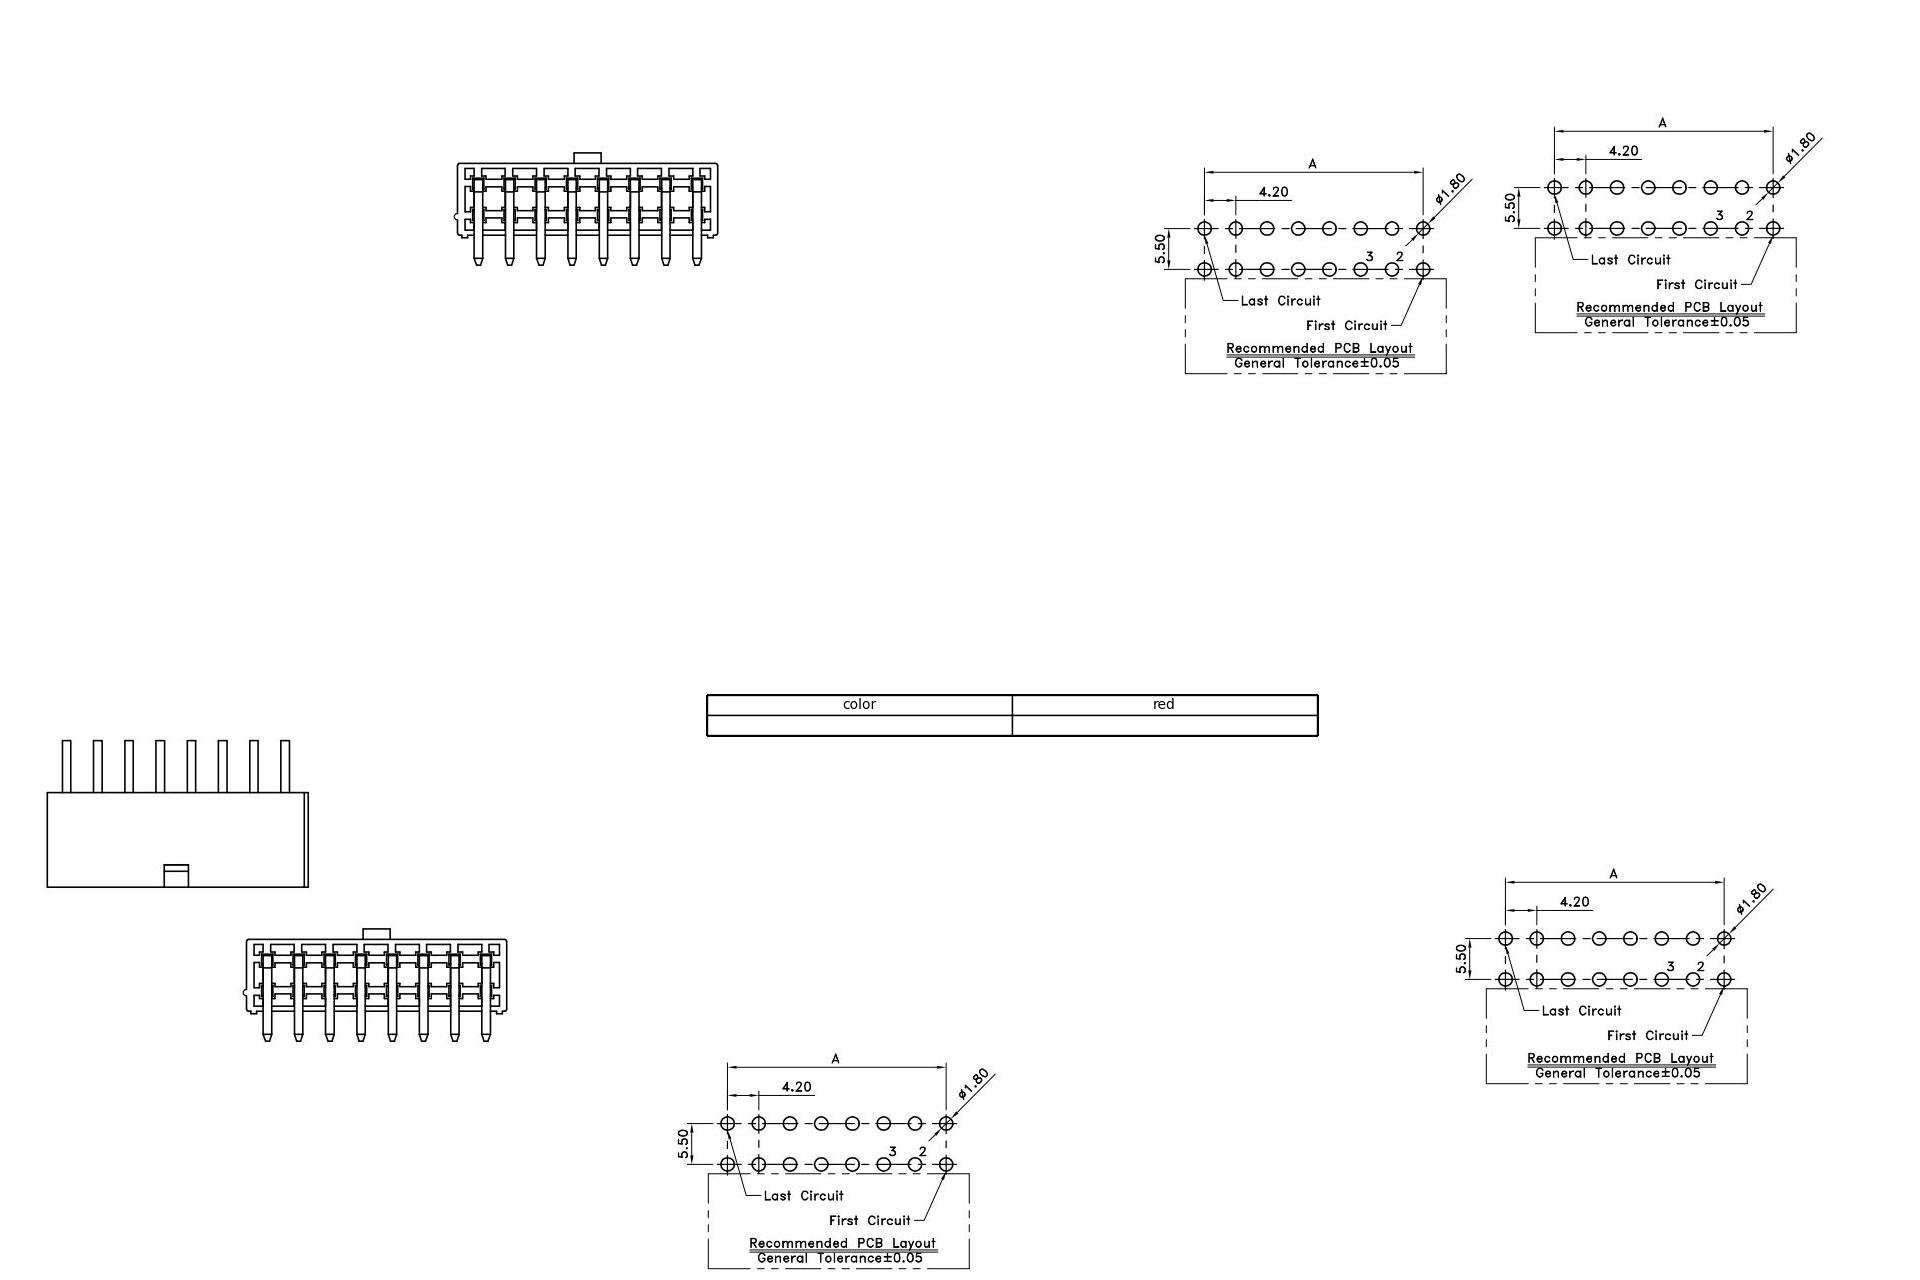 A
4.20
ø1.80
5.50
3 2
Last Circuit
First Circuit
Recommended PCB Layout
General Tolerance±0.05
A
4.20
ø1.80
5.50
3 2
Last Circuit
First Circuit
Recommended PCB Layout
General Tolerance±0.05
color red
A
4.20
ø1.80
5.50
3 2
Last Circuit
First Circuit
Recommended PCB Layout
General Tolerance±0.05
A
4.20
ø1.80
5.50
3 2
Last Circuit
First Circuit
Recommended PCB Layout
General Tolerance±0.05